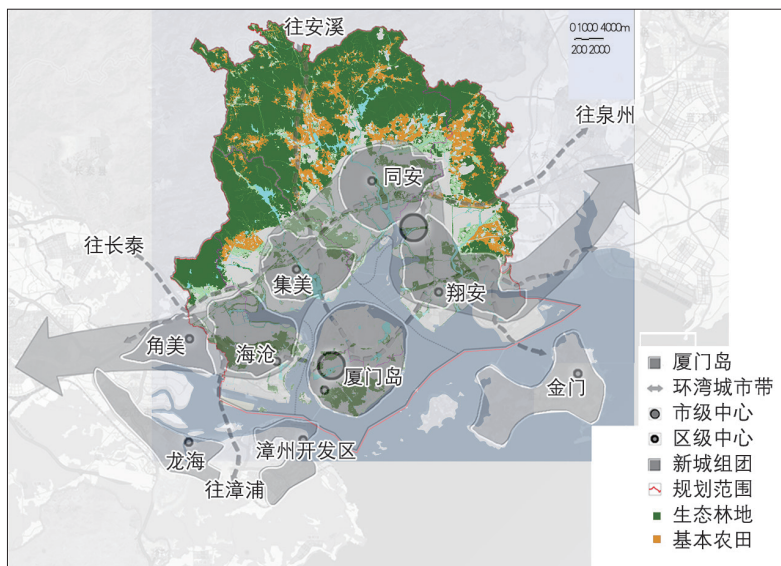 往安溪
0 1000 4000m
200 2000
往泉州
同安
往长泰
集美
翔安
角美
海沧
厦门岛
金门
龙海
漳州开发区
往漳浦
厦门岛
环湾城市带
市级中心
区级中心
新城组团
规划范围
生态林地
基本农田